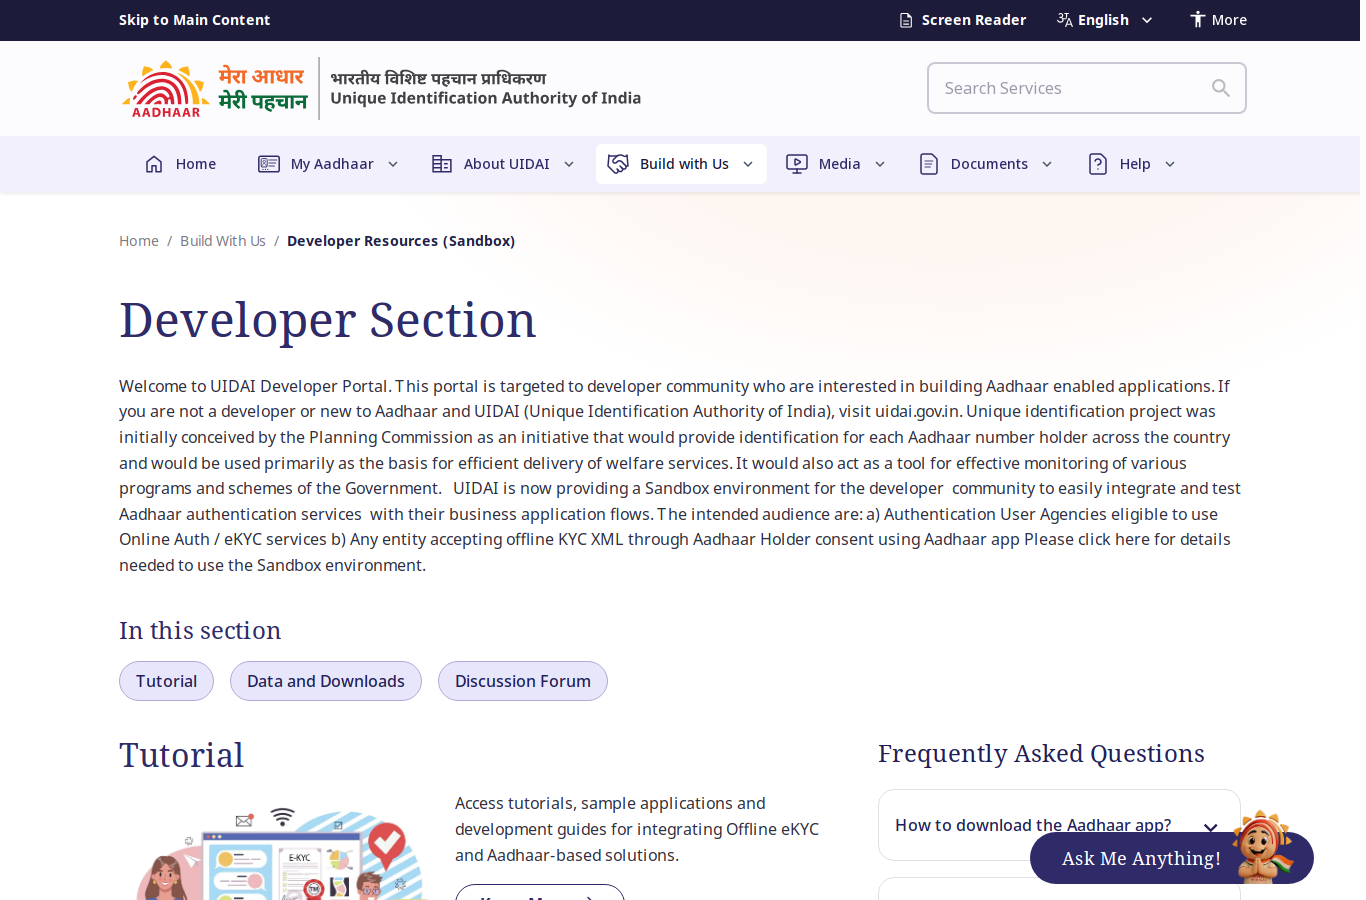 Skip to Main Content
Screen Reader
English
More
AADHAAR
मेरा आधार
मेरी पहचान
भारतीय विशिष्ट पहचान प्राधिकरण
Unique Identification Authority of India
Search Services
Home
My Aadhaar
About UIDAI
Build with Us
Media
Documents
Help
Home / Build With Us / Developer Resources (Sandbox)
Developer Section
Welcome to UIDAI Developer Portal. This portal is targeted to developer community who are interested in building Aadhaar enabled applications. If
you are not a developer or new to Aadhaar and UIDAI (Unique Identification Authority of India), visit uidai.gov.in. Unique identification project was
initially conceived by the Planning Commission as an initiative that would provide identification for each Aadhaar number holder across the country
and would be used primarily as the basis for efficient delivery of welfare services. It would also act as a tool for effective monitoring of various
programs and schemes of the Government.   UIDAI is now providing a Sandbox environment for the developer  community to easily integrate and test
Aadhaar authentication services  with their business application flows. The intended audience are: a) Authentication User Agencies eligible to use
Online Auth / eKYC services b) Any entity accepting offline KYC XML through Aadhaar Holder consent using Aadhaar app Please click here for details
needed to use the Sandbox environment.
In this section
Tutorial
Data and Downloads
Discussion Forum
Tutorial
E-KYC
Access tutorials, sample applications and
development guides for integrating Offline eKYC
and Aadhaar-based solutions.
Frequently Asked Questions
How to download the Aadhaar app?
Ask Me Anything!